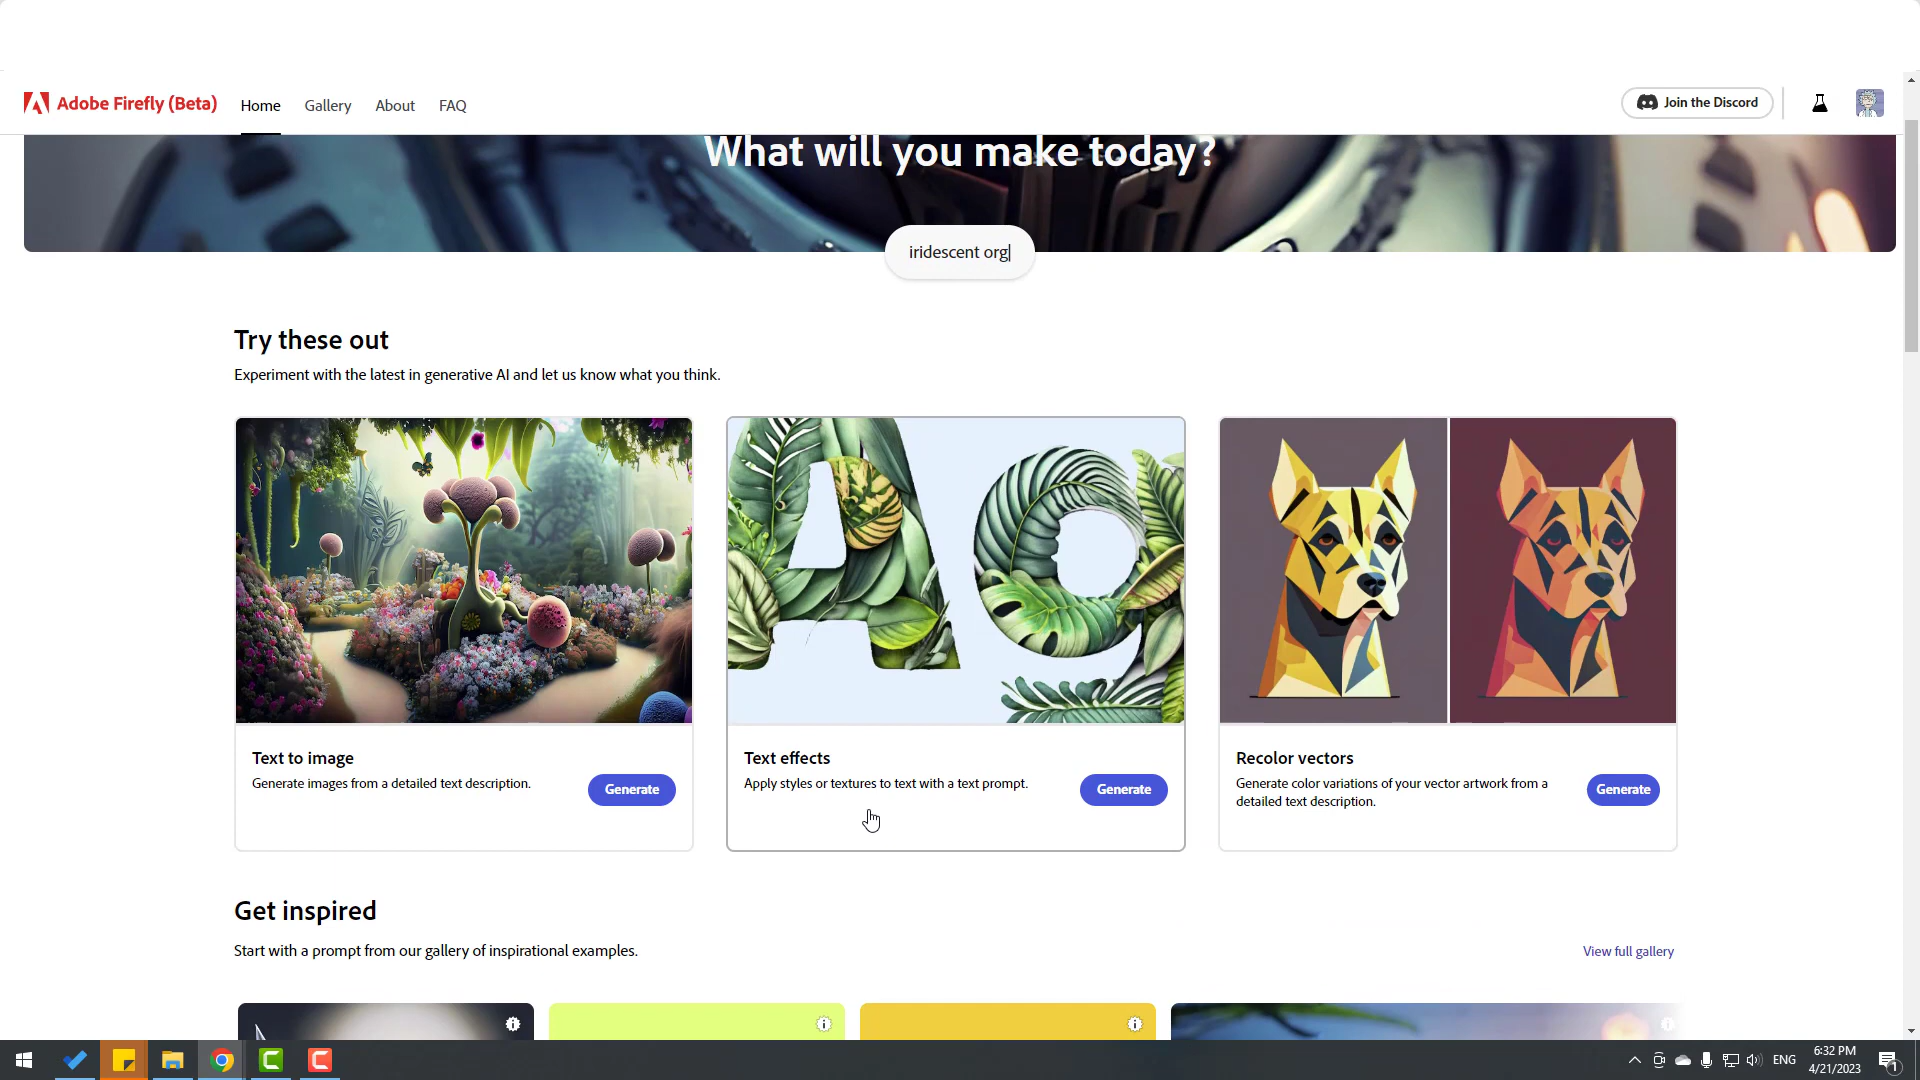 Adobe Firefly (Beta)
Home
Gallery
About
FAQ
Join the Discord
What will you make today?
iridescent org
Try these out
Experiment with the latest in generative AI and let us know what you think.
Ag
Text to image
Generate images from a detailed text description.
Generate
Text effects
Apply styles or textures to text with a text prompt.
Generate
Recolor vectors
Generate color variations of your vector artwork from a
detailed text description.
Generate
Get inspired
Start with a prompt from our gallery of inspirational examples.
View full gallery
ENG
6:32 PM
4/21/2023
1